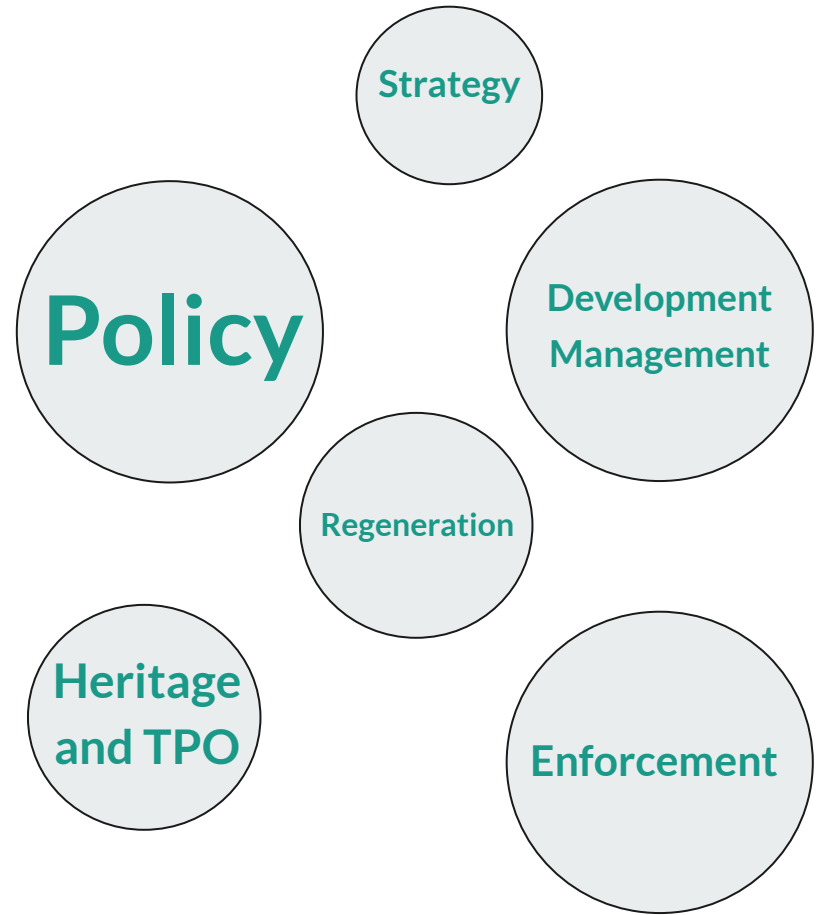 Strategy
Policy
Development
Management
Regeneration
Heritage
and TPO
Enforcement